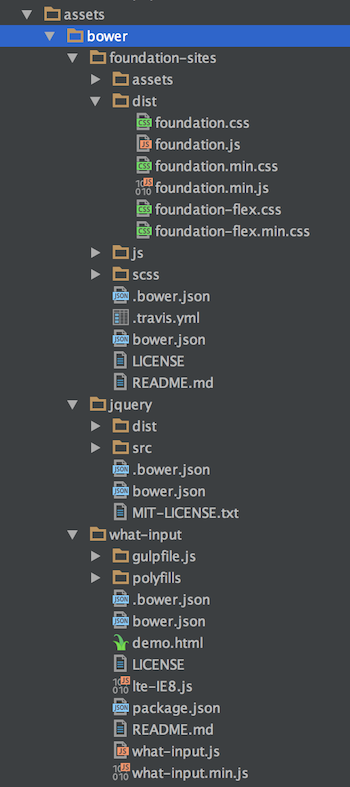 assets
bower
foundation-sites
assets
dist
foundation.css
foundation.js
foundation.min.css
foundation.min.js
foundation-flex.css
foundation-flex.min.css
js
scss
.bower.json
.travis.yml
bower.json
LICENSE
README.md
jquery
dist
src
.bower.json
bower.json
MIT-LICENSE.txt
what-input
gulpfile.js
polyfills
.bower.json
bower.json
demo.html
LICENSE
lte-IE8.js
package.json
README.md
what-input.js
what-input.min.js